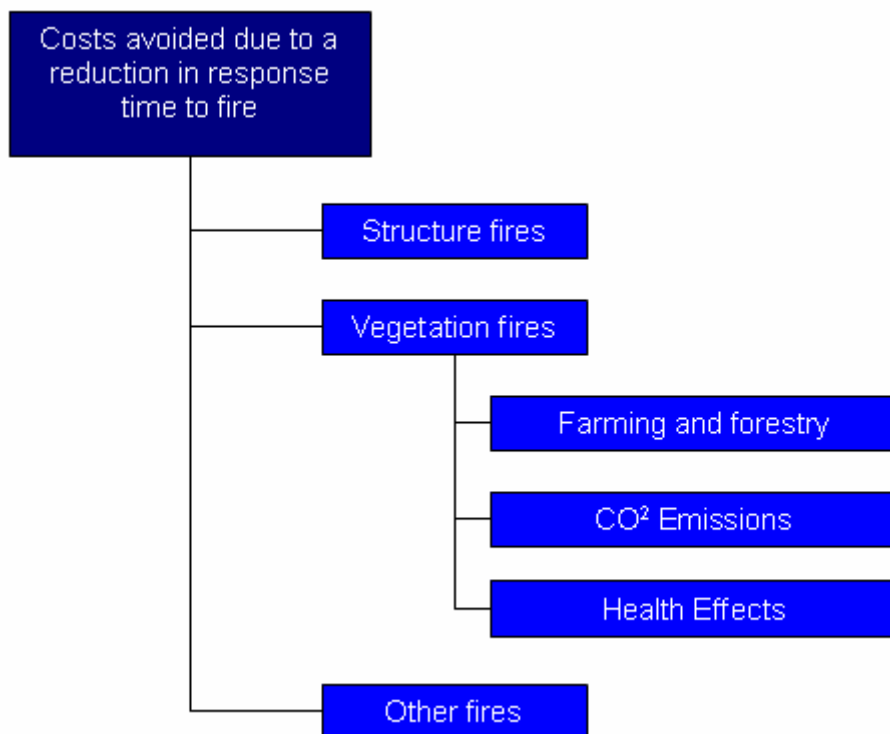 Costs avoided due to a
reduction in response
time to fire
Structure fires
Vegetation fires
Farming and forestry
CO² Emissions
Health Effects
Other fires